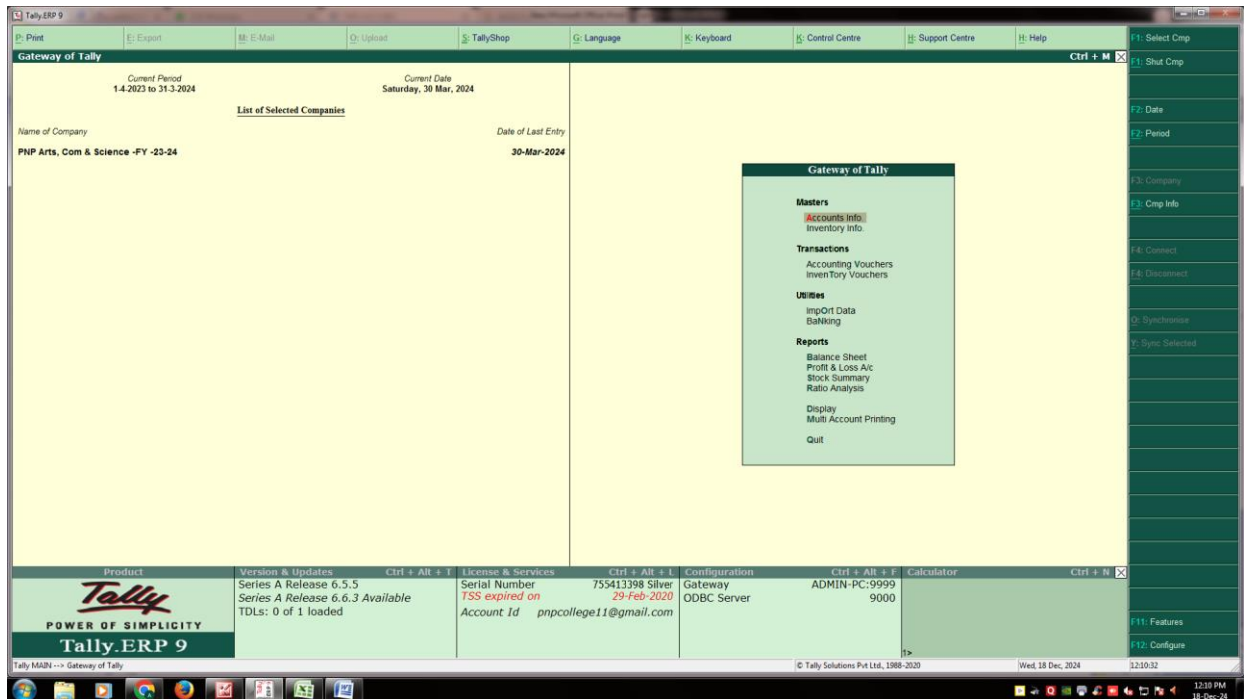 Tally.ERP 9
P: Print
E: Export
M: E-Mail
O: Upload
S: TallyShop
G: Language
K: Keyboard
K: Control Centre
H: Support Centre
H: Help
F1: Select Cmp
Gateway of Tally
Ctrl + M
F1: Shut Cmp
Current Period
1-4-2023 to 31-3-2024
Current Date
Saturday, 30 Mar, 2024
List of Selected Companies
Name of Company
Date of Last Entry
PNP Arts, Com & Science -FY -23-24
30-Mar-2024
Gateway of Tally
Masters
Accounts Info.
Inventory Info.
Transactions
Accounting Vouchers
InvenTory Vouchers
Utilities
ImpOrt Data
BaNking
Reports
Balance Sheet
Profit & Loss A/c
Stock Summary
Ratio Analysis
Display
Multi Account Printing
Quit
F2: Date
F2: Period
F3: Company
F3: Cmp Info
F4: Connect
F4: Disconnect
Q: Synchronise
Y: Sync Selected
F11: Features
F12: Configure
Product
Tally
POWER OF SIMPLICITY
Tally.ERP 9
Version & Updates Ctrl + Alt + T
Series A Release 6.5.5
Series A Release 6.6.3 Available
TDLs: 0 of 1 loaded
License & Services Ctrl + Alt + L
Serial Number 755413398 Silver
TSS expired on 29-Feb-2020
Account Id pnpcollege11@gmail.com
Configuration Ctrl + Alt + F
Gateway ADMIN-PC:9999
ODBC Server 9000
Calculator Ctrl + N
1>
Tally MAIN --> Gateway of Tally
© Tally Solutions Pvt Ltd., 1988-2020
Wed, 18 Dec, 2024
12:10:32
12:10 PM
18-Dec-24